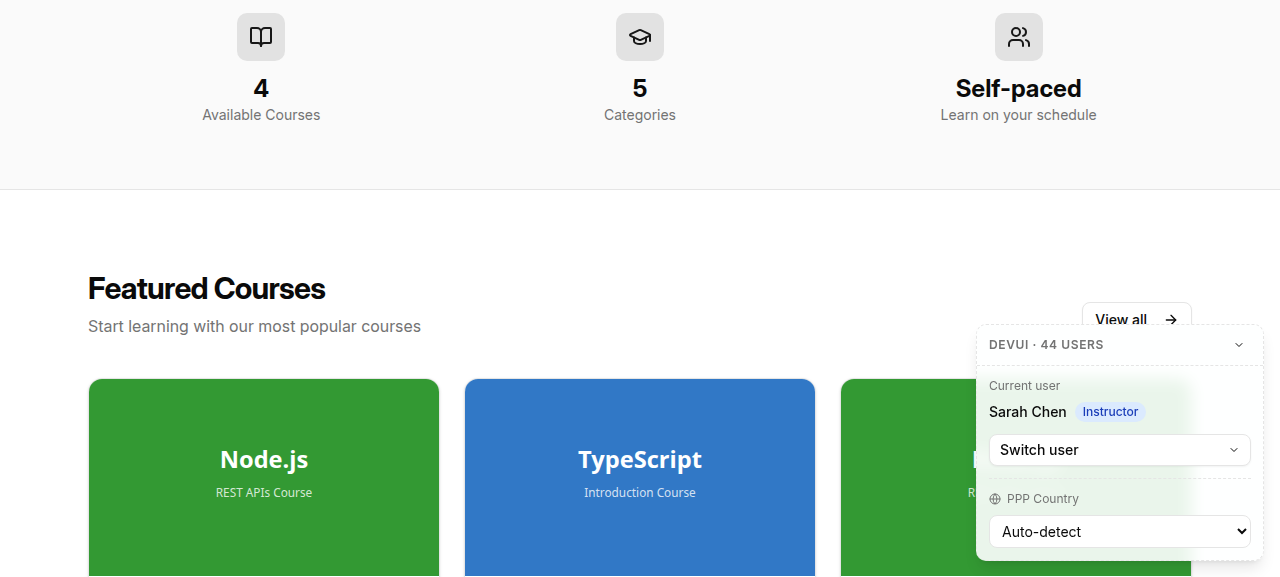 4
Available Courses
5
Categories
Self-paced
Learn on your schedule
Featured Courses
Start learning with our most popular courses
View all
Node.js
REST APIs Course
TypeScript
Introduction Course
DEVUI · 44 USERS
Current user
Sarah Chen Instructor
Switch user
PPP Country
Auto-detect